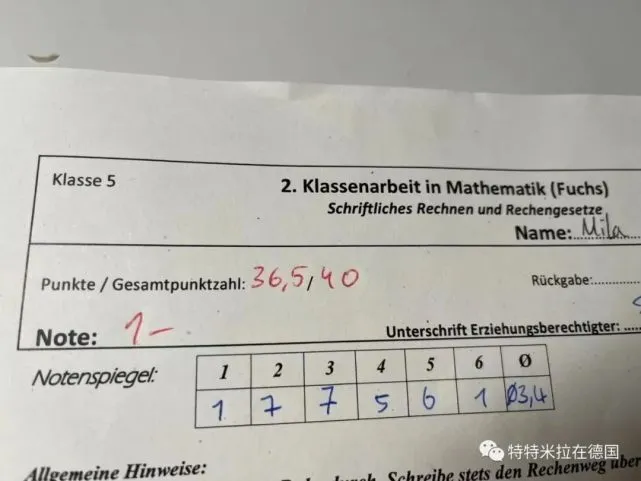 Klasse 5
2. Klassenarbeit in Mathematik (Fuchs)
Schriftliches Rechnen und Rechengesetze
Name: Mila
Punkte / Gesamtpunktzahl: 36,5/40
Rückgabe:
Note: 1-
Unterschrift Erziehungsberechtigter:
Notenspiegel:
1 2 3 4 5 6 Ø
1 7 7 5 6 1 Ø3,4
Allgemeine Hinweise:
durch. Schreibe stets den Rechenweg über
特特米拉在德国